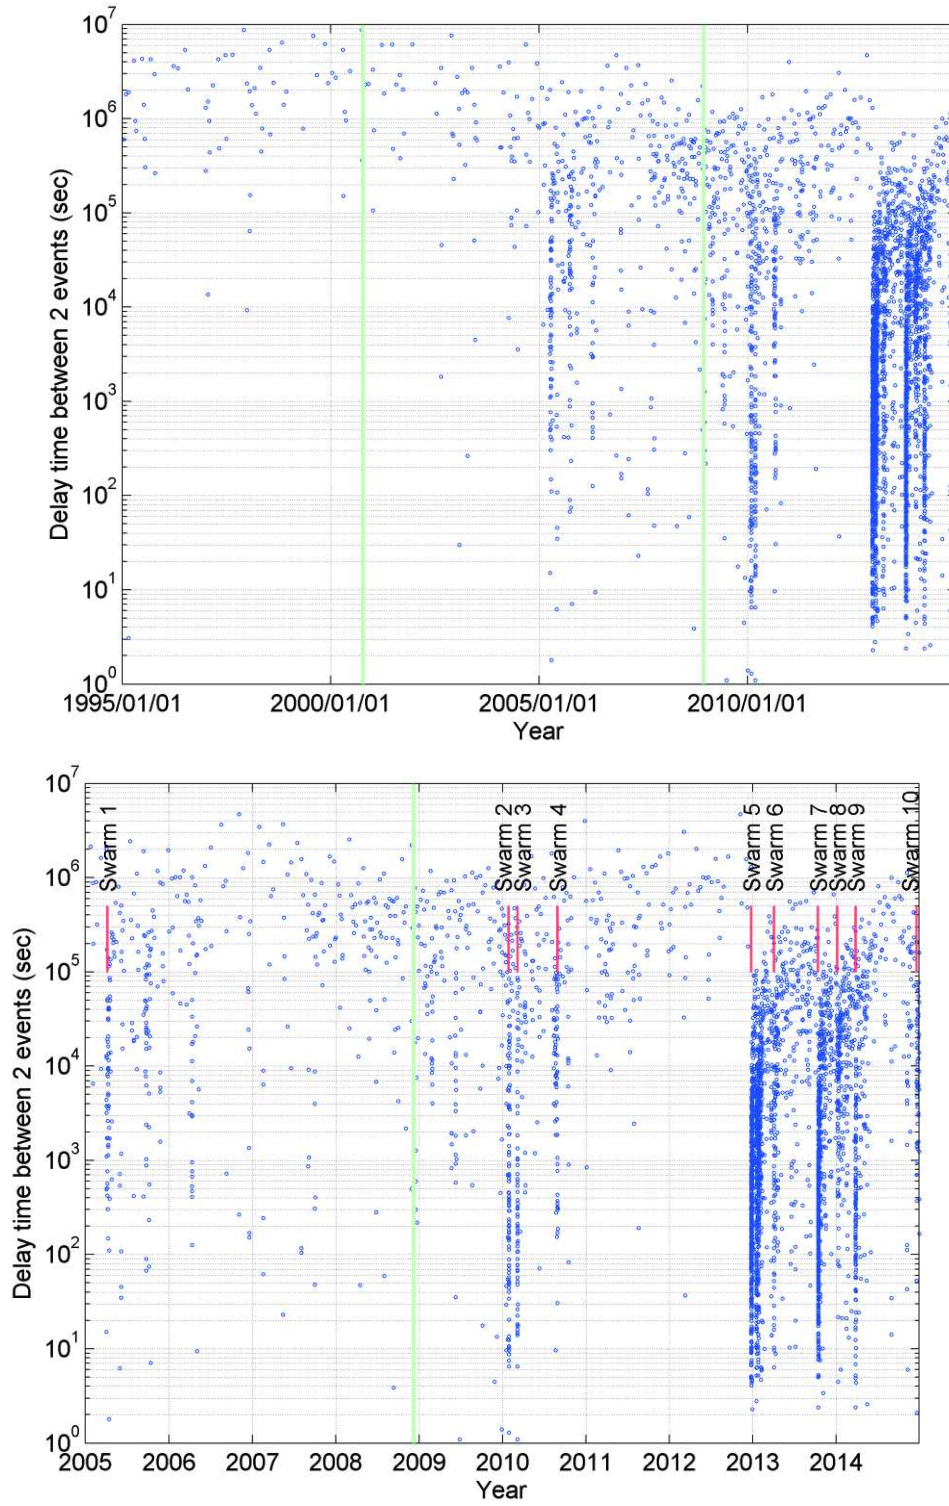 10^7
10^6
10^5
10^4
10^3
10^2
10^1
10^0
Delay time between 2 events (sec)
1995/01/01 2000/01/01 2005/01/01 2010/01/01
Year
10^7
10^6
10^5
10^4
10^3
10^2
10^1
10^0
Delay time between 2 events (sec)
Swarm 1
Swarm 2
Swarm 3
Swarm 4
Swarm 5
Swarm 6
Swarm 7
Swarm 8
Swarm 9
Swarm 10
2005 2006 2007 2008 2009 2010 2011 2012 2013 2014
Year